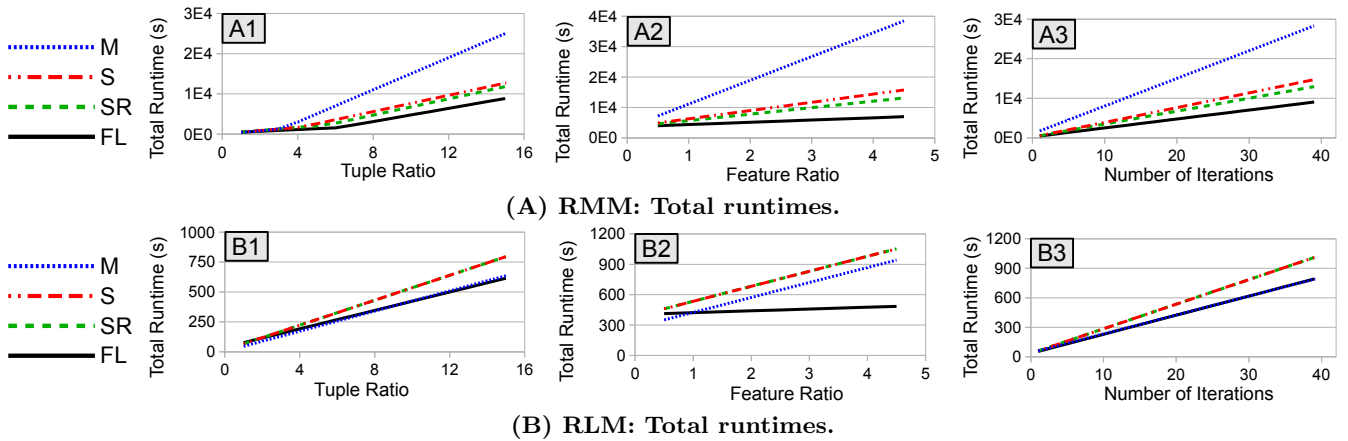 M
S
SR
FL
A1
Total Runtime (s)
3E4
2E4
1E4
0E0
0 4 8 12 16
Tuple Ratio
A2
Total Runtime (s)
4E4
3E4
2E4
1E4
0E0
0 1 2 3 4 5
Feature Ratio
A3
Total Runtime (s)
3E4
2E4
1E4
0E0
0 10 20 30 40
Number of Iterations
(A) RMM: Total runtimes.
M
S
SR
FL
B1
Total Runtime (s)
1000
750
500
250
0
0 4 8 12 16
Tuple Ratio
B2
Total Runtime (s)
1200
900
600
300
0
0 1 2 3 4 5
Feature Ratio
B3
Total Runtime (s)
1200
900
600
300
0
0 10 20 30 40
Number of Iterations
(B) RLM: Total runtimes.